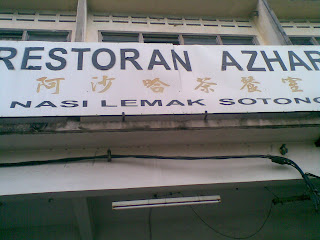 RESTORAN AZHAR
阿沙哈茶餐室
NASI LEMAK SOTONG